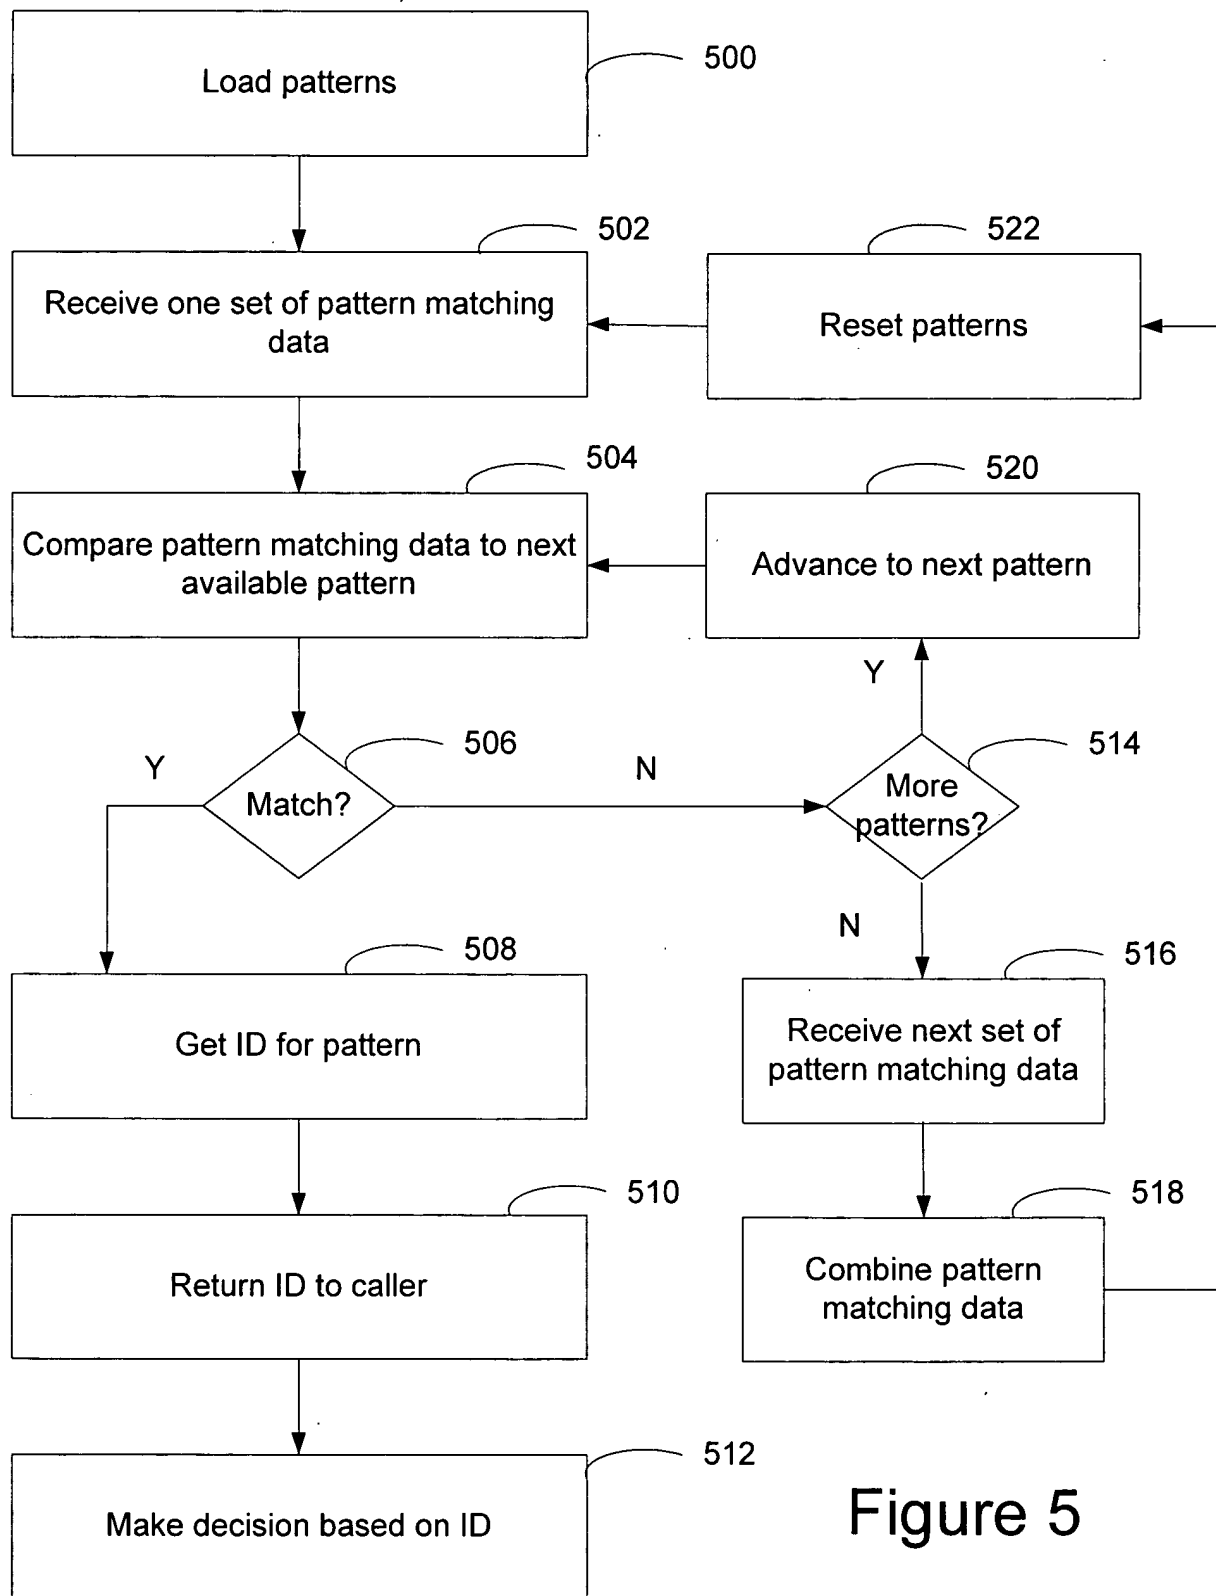 Load patterns
500
502
522
Receive one set of pattern matching
data
Reset patterns
504
520
Compare pattern matching data to next
available pattern
Advance to next pattern
Y
506
514
Y
N
Match?
More
patterns?
N
508
516
Get ID for pattern
Receive next set of
pattern matching data
510
518
Return ID to caller
Combine pattern
matching data
512
Make decision based on ID
Figure 5